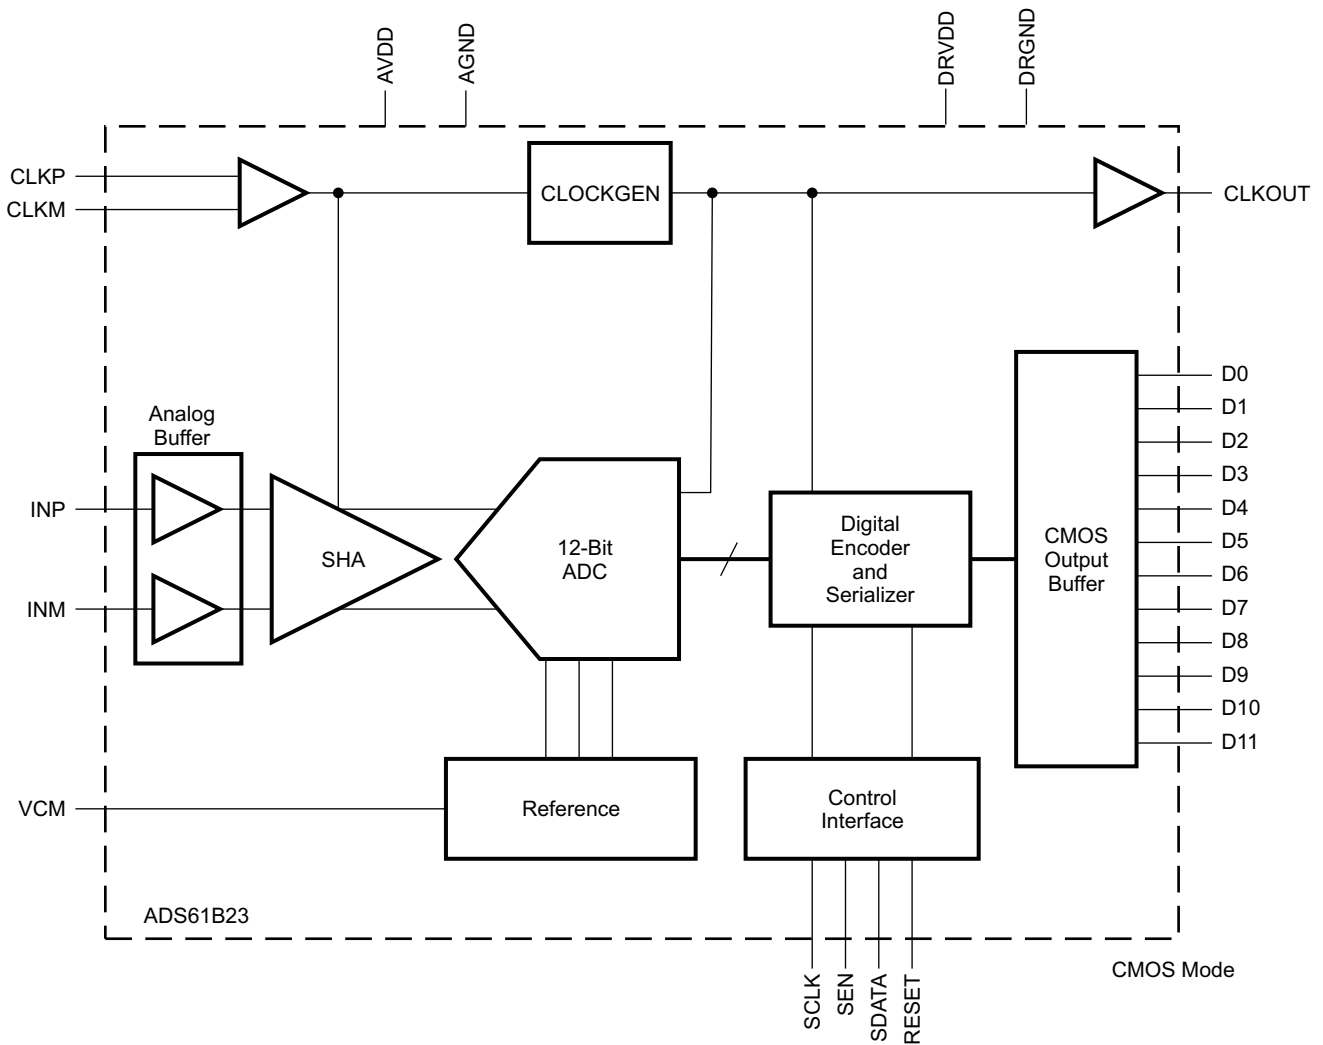 AVDD
AGND
DRVDD
DRGND
CLKP
CLKM
CLOCKGEN
CLKOUT
Analog
Buffer
INP
INM
SHA
12-Bit
ADC
Digital
Encoder
and
Serializer
CMOS
Output
Buffer
D0
D1
D2
D3
D4
D5
D6
D7
D8
D9
D10
D11
VCM
Reference
Control
Interface
ADS61B23
SCLK
SEN
SDATA
RESET
CMOS Mode